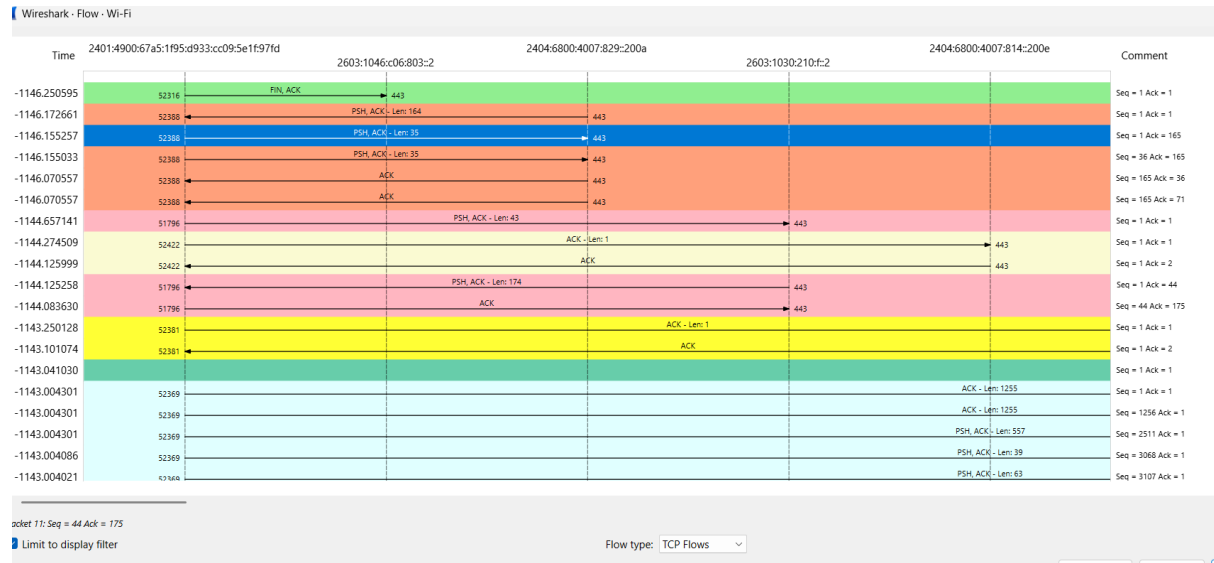 Wireshark · Flow · Wi-Fi
Time 2401:4900:67a5:1f95:d933:cc09:5e1f:97fd 2603:1046:c06:803::2 2404:6800:4007:829::200a 2603:1030:210:f::2 2404:6800:4007:814::200e Comment
-1146.250595 52316 FIN, ACK 443 Seq = 1 Ack = 1
-1146.172661 52388 PSH, ACK - Len: 164 443 Seq = 1 Ack = 1
-1146.155257 52388 PSH, ACK - Len: 35 443 Seq = 1 Ack = 165
-1146.155033 52388 PSH, ACK - Len: 35 443 Seq = 36 Ack = 165
-1146.070557 52388 ACK 443 Seq = 165 Ack = 36
-1146.070557 52388 ACK 443 Seq = 165 Ack = 71
-1144.657141 51796 PSH, ACK - Len: 43 443 Seq = 1 Ack = 1
-1144.274509 52422 ACK - Len: 1 443 Seq = 1 Ack = 1
-1144.125999 52422 ACK 443 Seq = 1 Ack = 2
-1144.125258 51796 PSH, ACK - Len: 174 443 Seq = 1 Ack = 44
-1144.083630 51796 ACK 443 Seq = 44 Ack = 175
-1143.250128 52381 ACK - Len: 1 Seq = 1 Ack = 1
-1143.101074 52381 ACK Seq = 1 Ack = 2
-1143.041030 Seq = 1 Ack = 1
-1143.004301 52369 ACK - Len: 1255 Seq = 1 Ack = 1
-1143.004301 52369 ACK - Len: 1255 Seq = 1256 Ack = 1
-1143.004301 52369 PSH, ACK - Len: 557 Seq = 2511 Ack = 1
-1143.004086 52369 PSH, ACK - Len: 39 Seq = 3068 Ack = 1
-1143.004021 52369 PSH, ACK - Len: 63 Seq = 3107 Ack = 1
acket 11: Seq = 44 Ack = 175
Limit to display filter Flow type: TCP Flows